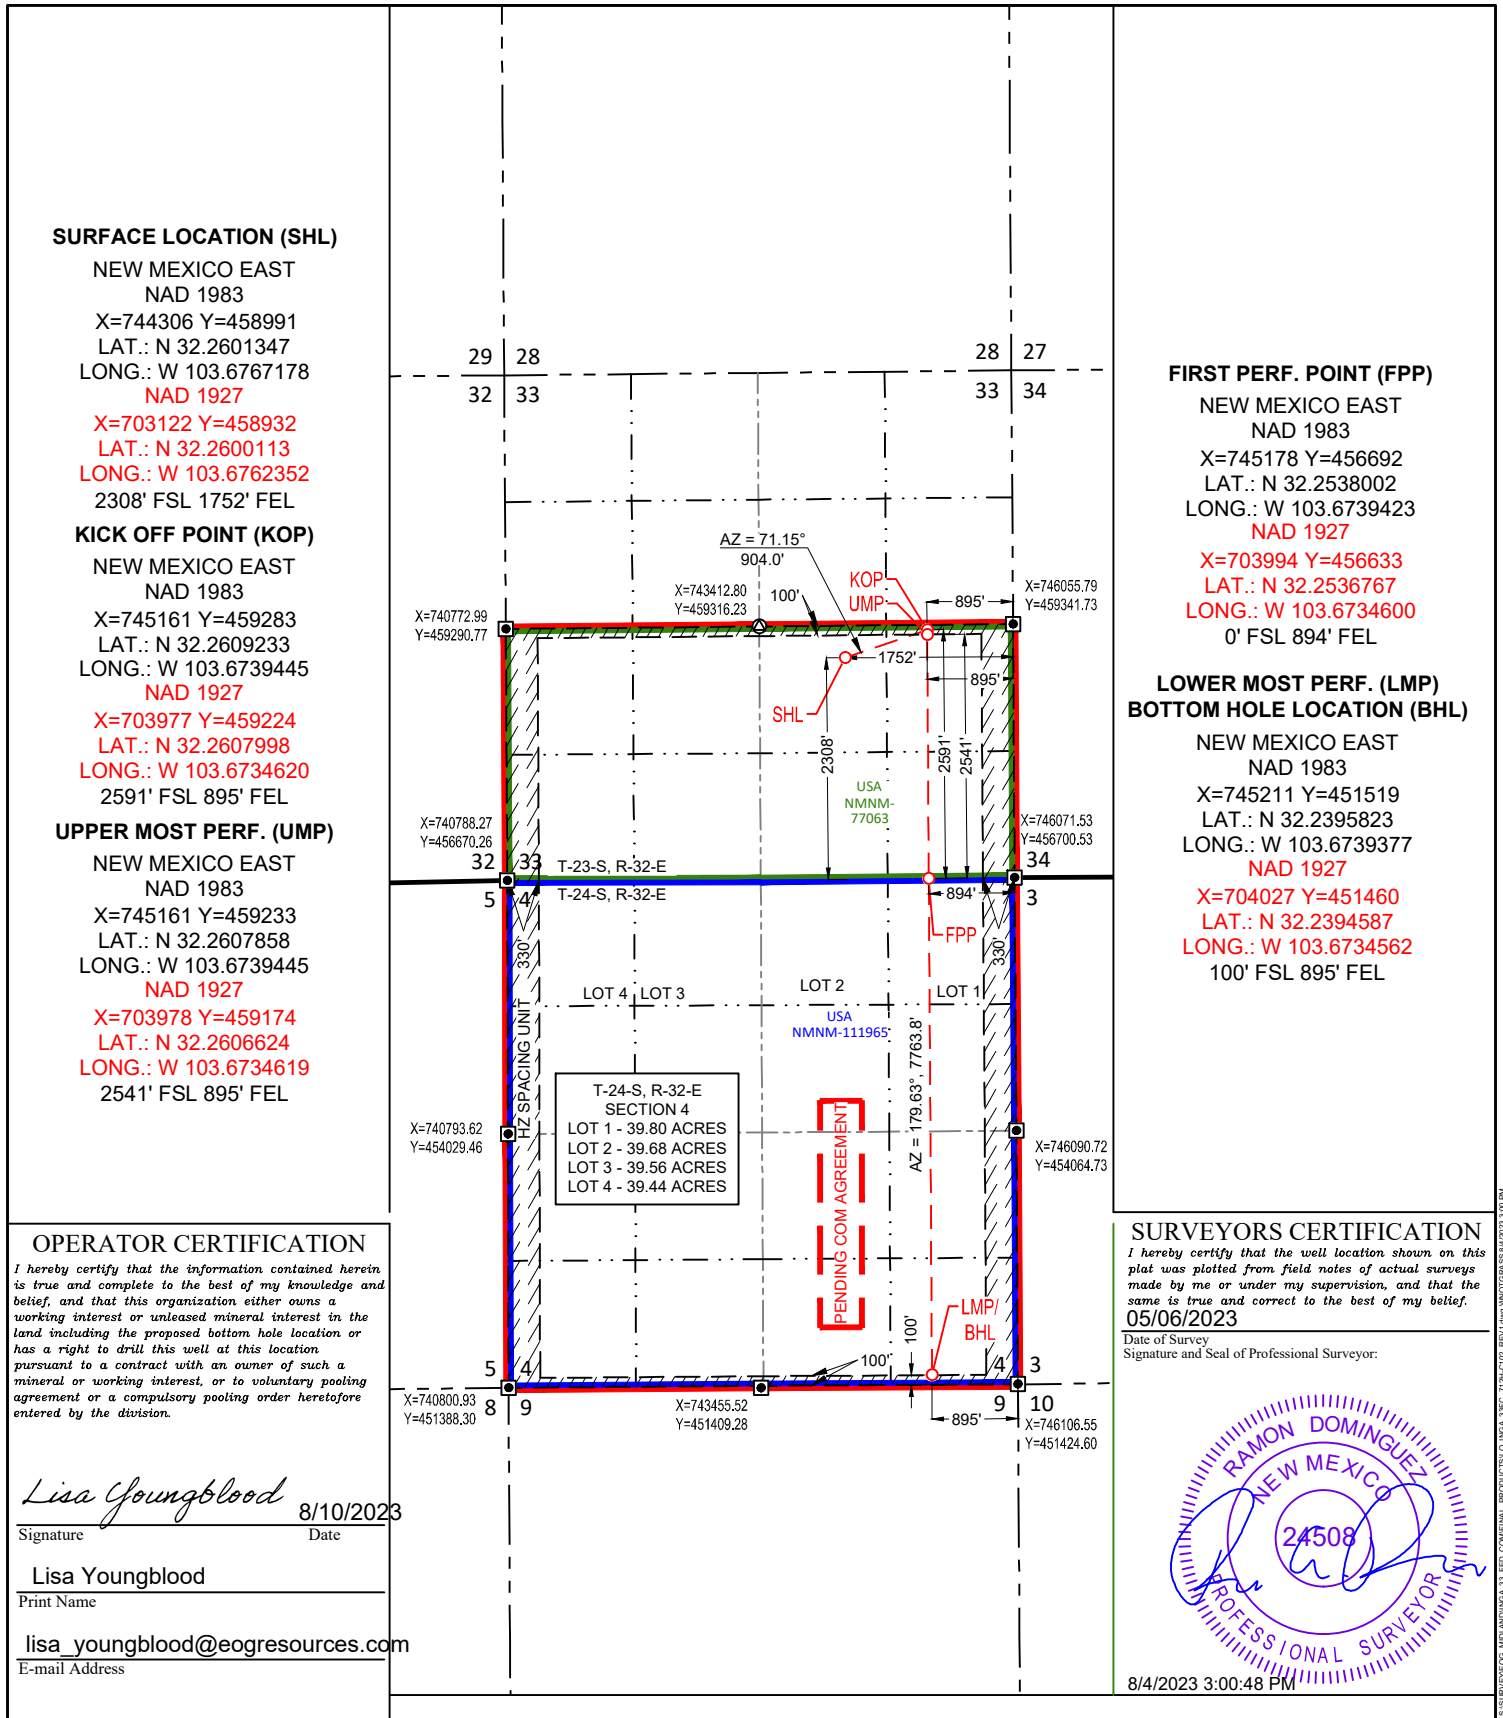 SURFACE LOCATION (SHL)
NEW MEXICO EAST
NAD 1983
X=744306 Y=458991
LAT.: N 32.2601347
LONG.: W 103.6767178
NAD 1927
X=703122 Y=458932
LAT.: N 32.2600113
LONG.: W 103.6762352
2308' FSL 1752' FEL
KICK OFF POINT (KOP)
NEW MEXICO EAST
NAD 1983
X=745161 Y=459283
LAT.: N 32.2609233
LONG.: W 103.6739445
NAD 1927
X=703977 Y=459224
LAT.: N 32.2607998
LONG.: W 103.6734620
2591' FSL 895' FEL
UPPER MOST PERF. (UMP)
NEW MEXICO EAST
NAD 1983
X=745161 Y=459233
LAT.: N 32.2607858
LONG.: W 103.6739445
NAD 1927
X=703978 Y=459174
LAT.: N 32.2606624
LONG.: W 103.6734619
2541' FSL 895' FEL
29 28
32 33
28 27
33 34
AZ = 71.15°
904.0'
KOP
UMP
X=743412.80
Y=459316.23
100'
895'
X=746055.79
Y=459341.73
X=740772.99
Y=459290.77
1752'
895'
SHL
2308'
2591'
2541'
USA
NMNM-
77063
X=740788.27
Y=456670.26
X=746071.53
Y=456700.53
32 33
T-23-S, R-32-E
34
5 4
T-24-S, R-32-E
894'
3
FPP
330'
330'
HZ SPACING UNIT
LOT 4 LOT 3
LOT 2
LOT 1
USA
NMNM-111965
AZ = 179.63°, 7763.8'
T-24-S, R-32-E
SECTION 4
LOT 1 - 39.80 ACRES
LOT 2 - 39.68 ACRES
LOT 3 - 39.56 ACRES
LOT 4 - 39.44 ACRES
PENDING COM AGREEMENT
X=740793.62
Y=454029.46
X=746090.72
Y=454064.73
LMP/
BHL
100'
100'
5 4
4 3
8 9
9 10
X=740800.93
Y=451388.30
X=743455.52
Y=451409.28
895'
X=746106.55
Y=451424.60
FIRST PERF. POINT (FPP)
NEW MEXICO EAST
NAD 1983
X=745178 Y=456692
LAT.: N 32.2538002
LONG.: W 103.6739423
NAD 1927
X=703994 Y=456633
LAT.: N 32.2536767
LONG.: W 103.6734600
0' FSL 894' FEL
LOWER MOST PERF. (LMP)
BOTTOM HOLE LOCATION (BHL)
NEW MEXICO EAST
NAD 1983
X=745211 Y=451519
LAT.: N 32.2395823
LONG.: W 103.6739377
NAD 1927
X=704027 Y=451460
LAT.: N 32.2394587
LONG.: W 103.6734562
100' FSL 895' FEL
OPERATOR CERTIFICATION
I hereby certify that the information contained herein
is true and complete to the best of my knowledge and
belief, and that this organization either owns a
working interest or unleased mineral interest in the
land including the proposed bottom hole location or
has a right to drill this well at this location
pursuant to a contract with an owner of such a
mineral or working interest, or to voluntary pooling
agreement or a compulsory pooling order heretofore
entered by the division.
Lisa Youngblood 8/10/2023
Signature Date
Lisa Youngblood
Print Name
lisa_youngblood@eogresources.com
E-mail Address
SURVEYORS CERTIFICATION
I hereby certify that the well location shown on this
plat was plotted from field notes of actual surveys
made by me or under my supervision, and that the
same is true and correct to the best of my belief.
05/06/2023
Date of Survey
Signature and Seal of Professional Surveyor:
RAMON DOMINGUEZ
NEW MEXICO
24508
PROFESSIONAL SURVEYOR
8/4/2023 3:00:48 PM